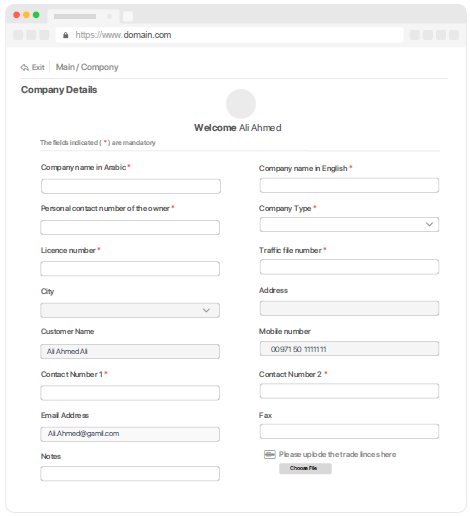 https://www.domain.com
Exit
Main / Company
Company Details
Welcome Ali Ahmed
The fields indicated ( * ) are mandatory
Company name in Arabic *
Company name in English *
Personal contact number of the owner *
Company Type *
Licence number *
Traffic file number *
City
Address
Customer Name
Mobile number
Ali Ahmed Ali
00971 50 1111111
Contact Number 1 *
Contact Number 2 *
Email Address
Fax
Ali.Ahmed@gamil.com
Notes
Please uplode the trade linces here
Choose File